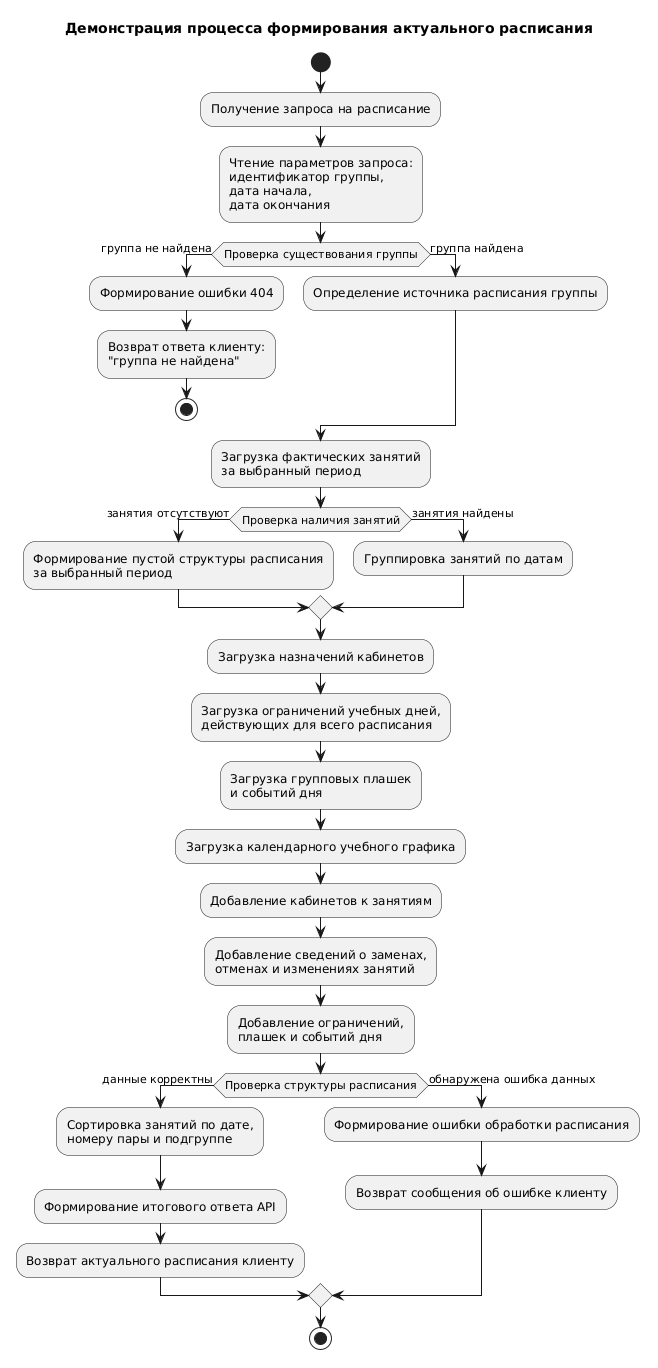 Демонстрация процесса формирования актуального расписания
Получение запроса на расписание
Чтение параметров запроса:
идентификатор группы,
дата начала,
дата окончания
группа не найдена
Проверка существования группы
группа найдена
Формирование ошибки 404
Определение источника расписания группы
Возврат ответа клиенту:
"группа не найдена"
Загрузка фактических занятий
за выбранный период
занятия отсутствуют
Проверка наличия занятий
занятия найдены
Формирование пустой структуры расписания
за выбранный период
Группировка занятий по датам
Загрузка назначений кабинетов
Загрузка ограничений учебных дней,
действующих для всего расписания
Загрузка групповых плашек
и событий дня
Загрузка календарного учебного графика
Добавление кабинетов к занятиям
Добавление сведений о заменах,
отменах и изменениях занятий
Добавление ограничений,
плашек и событий дня
данные корректны
Проверка структуры расписания
обнаружена ошибка данных
Сортировка занятий по дате,
номеру пары и подгруппе
Формирование ошибки обработки расписания
Формирование итогового ответа API
Возврат сообщения об ошибке клиенту
Возврат актуального расписания клиенту